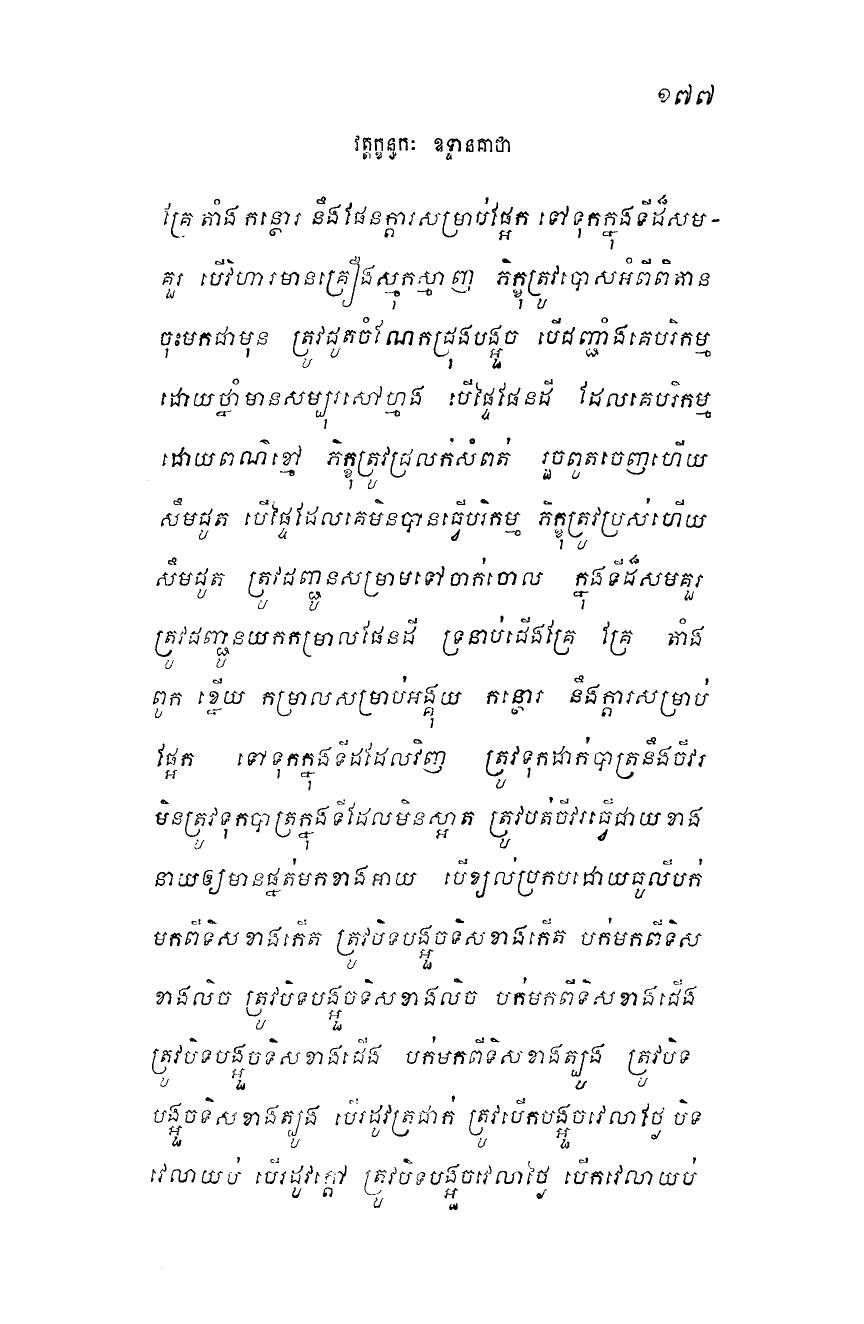 ១៧៧
វត្តក្ខន្ធកៈ ឧទ្ទានគាថា
គ្រែ តាំង កន្ថោរ នឹងផែនក្តារសម្រាប់ផ្អែក ទៅទុកក្នុងទីដ៏សម-
គួរ បើវិហារមានគ្រឿងស្មុកស្មាញ ភិក្ខុត្រូវបោសអំពីពិតាន
ចុះមកជាមុន ត្រូវជូតចំណែកជ្រុងបង្អួច បើជញ្ជាំងគេបរិកម្ម
ដោយថ្នាំមានសម្បុរសៅហ្មង បើផ្ទៃផែនដី ដែលគេបរិកម្ម
ដោយពណ៌ខ្មៅ ភិក្ខុត្រូវជ្រលក់សំពត់ រួចពូតចេញហើយ
សឹមជូត បើផ្ទៃដែលគេមិនបានធ្វើបរិកម្ម ភិក្ខុត្រូវប្រស់ហើយ
សឹមជូត ត្រូវជញ្ជូនសម្រាមទៅចាក់ចោល ក្នុងទីដ៏សមគួរ
ត្រូវជញ្ជូនយកកម្រាលផែនដី ទ្រនាប់ជើងគ្រែ គ្រែ តាំង
ពូក ខ្នើយ កម្រាលសម្រាប់អង្គុយ កន្ថោរ នឹងក្តារសម្រាប់
ផ្អែក ទៅទុកក្នុងទីដដែលវិញ ត្រូវទុកដាក់បាត្រនឹងចីវរ
មិនត្រូវទុកបាត្រក្នុងទីដែលមិនស្អាត ត្រូវបត់ចីវរធ្វើជាយខាង
នាយឲ្យមានផ្នត់មកខាងអាយ បើខ្យល់ប្រកបដោយធូលីបក់
មកពីទិសខាងកើត ត្រូវបិទបង្អួចទិសខាងកើត បក់មកពីទិស
ខាងលិច ត្រូវបិទបង្អួចទិសខាងលិច បក់មកពីទិសខាងជើង
ត្រូវបិទបង្អួចទិសខាងជើង បក់មកពីទិសខាងត្បូង ត្រូវបិទ
បង្អួចទិសខាងត្បូង បើរដូវត្រជាក់ ត្រូវបើកបង្អួចវេលាថ្ងៃ បិទ
វេលាយប់ បើរដូវក្តៅ ត្រូវបិទបង្អួចវេលាថ្ងៃ បើកវេលាយប់